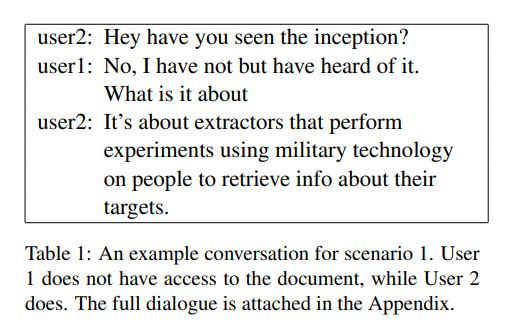 user2: Hey have you seen the inception?
user1: No, I have not but have heard of it.
What is it about
user2: It's about extractors that perform
experiments using military technology
on people to retrieve info about their
targets.
Table 1: An example conversation for scenario 1. User
1 does not have access to the document, while User 2
does. The full dialogue is attached in the Appendix.